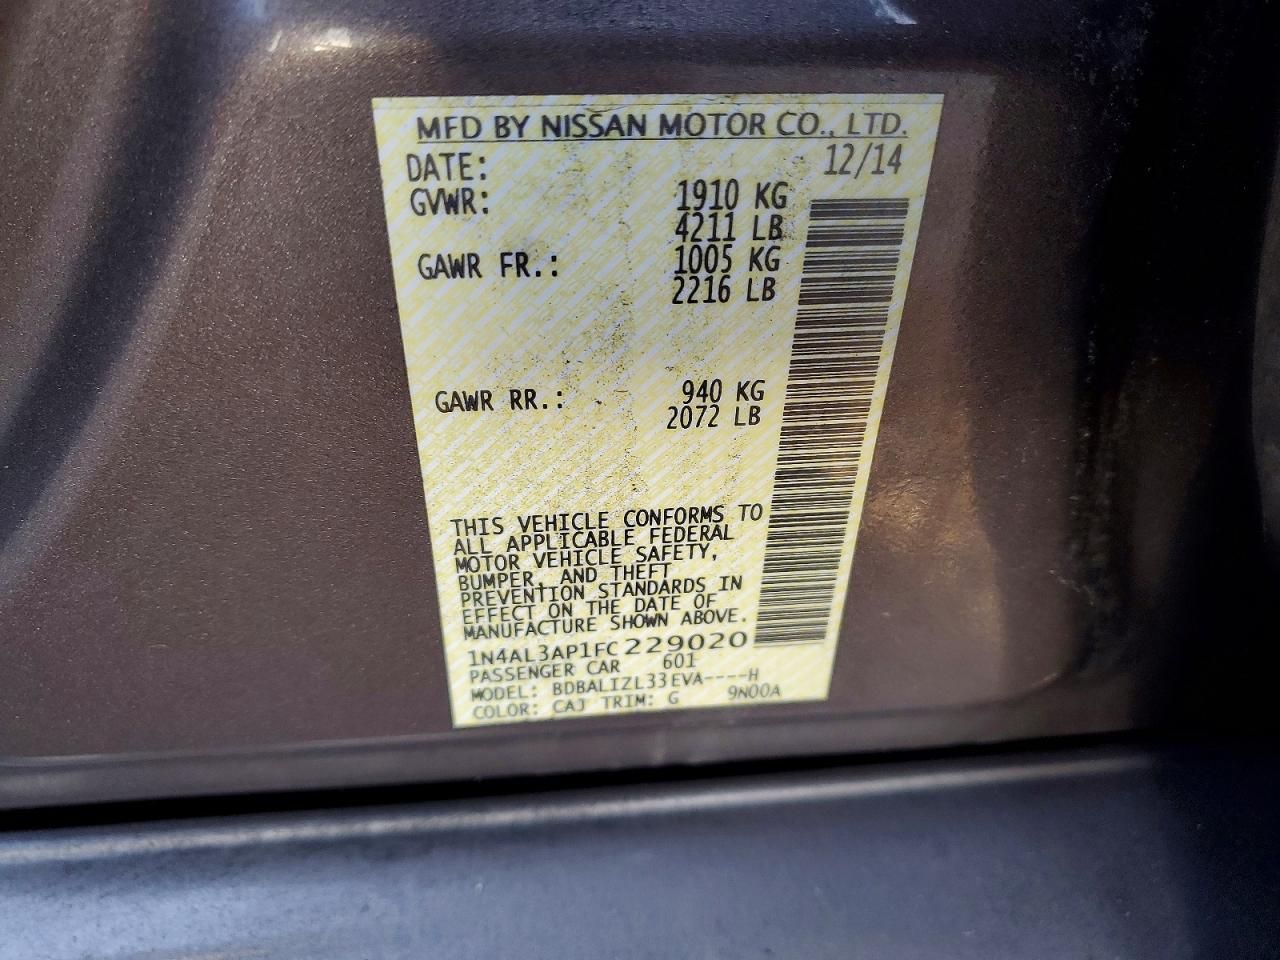 MFD BY NISSAN MOTOR CO., LTD.
DATE: 12/14
GVWR: 1910 KG
4211 LB
GAWR FR.: 1005 KG
2216 LB
GAWR RR.: 940 KG
2072 LB
THIS VEHICLE CONFORMS TO
ALL APPLICABLE FEDERAL
MOTOR VEHICLE SAFETY,
BUMPER, AND THEFT
PREVENTION STANDARDS IN
EFFECT ON THE DATE OF
MANUFACTURE SHOWN ABOVE.
1N4AL3AP1FC229020
PASSENGER CAR 601
MODEL: BDBALIZL33EVA----H
COLOR: CAJ TRIM: G 9N00A